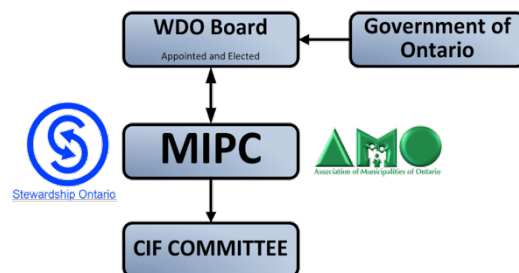 WDO Board
Appointed and Elected
Government of
Ontario
MIPC
Stewardship Ontario
AMO
Association of Municipalities of Ontario
CIF COMMITTEE